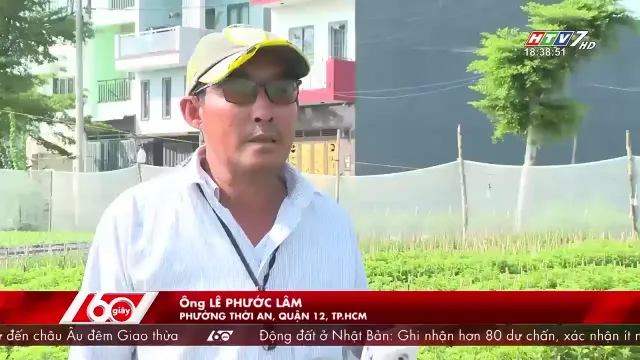 HTV7 HD
18:38:51
Ông LÊ PHƯỚC LÂM
60 giây
PHƯỜNG THỚI AN, QUẬN 12, TP.HCM
đến châu Âu đêm Giao thừa Động đất ở Nhật Bản: Ghi nhận hơn 80 dư chấn, xác nhận ít